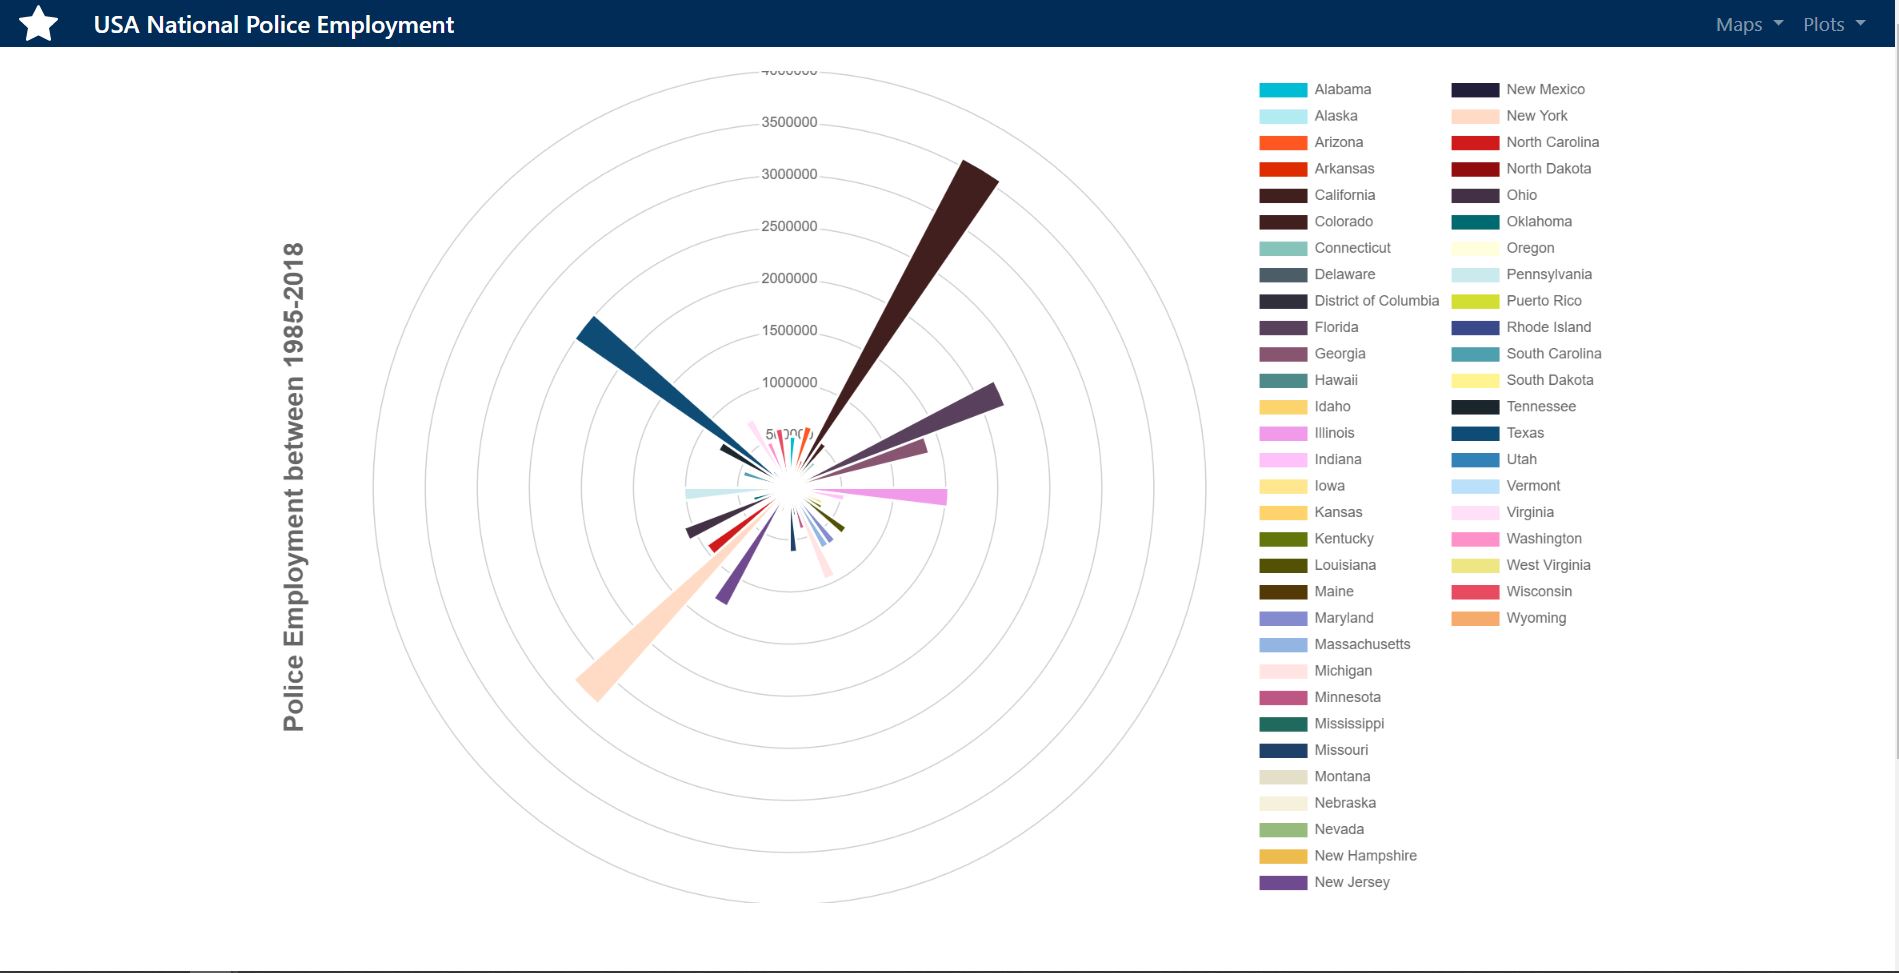 USA National Police Employment
Maps
Plots
4000000
3500000
3000000
2500000
2000000
1500000
1000000
500000
Police Employment between 1985-2018
Alabama
Alaska
Arizona
Arkansas
California
Colorado
Connecticut
Delaware
District of Columbia
Florida
Georgia
Hawaii
Idaho
Illinois
Indiana
Iowa
Kansas
Kentucky
Louisiana
Maine
Maryland
Massachusetts
Michigan
Minnesota
Mississippi
Missouri
Montana
Nebraska
Nevada
New Hampshire
New Jersey
New Mexico
New York
North Carolina
North Dakota
Ohio
Oklahoma
Oregon
Pennsylvania
Puerto Rico
Rhode Island
South Carolina
South Dakota
Tennessee
Texas
Utah
Vermont
Virginia
Washington
West Virginia
Wisconsin
Wyoming